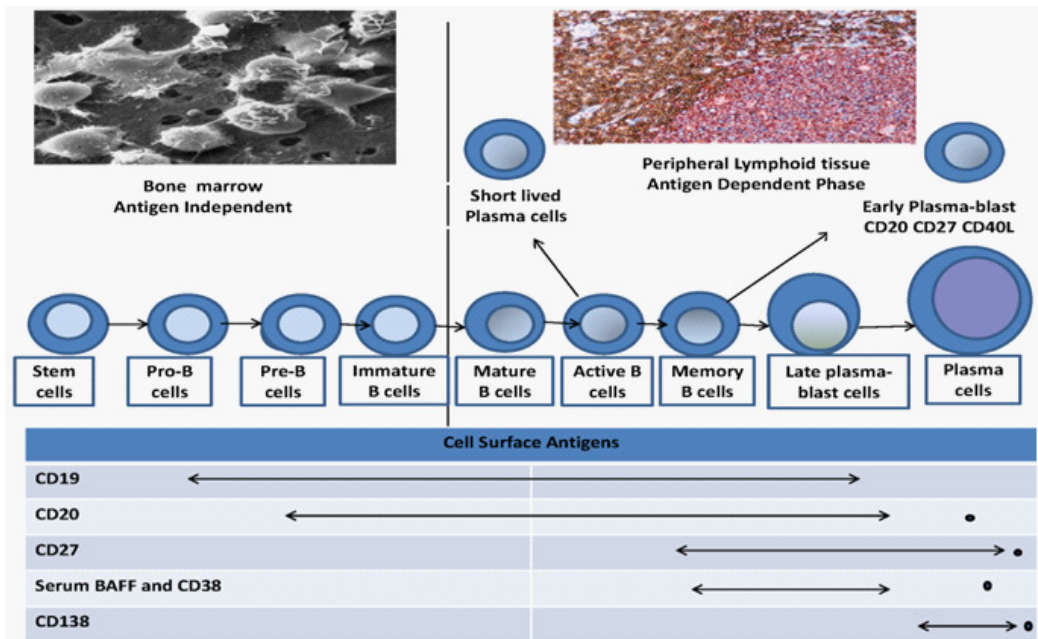 Bone marrow
Antigen Independent
Short lived
Plasma cells
Peripheral Lymphoid tissue
Antigen Dependent Phase
Early Plasma-blast
CD20 CD27 CD40L
Stem
cells
Pro-B
cells
Pre-B
cells
Immature
B cells
Mature
B cells
Active B
cells
Memory
B cells
Late plasma-
blast cells
Plasma
cells
Cell Surface Antigens
CD19
CD20
CD27
Serum BAFF and CD38
CD138